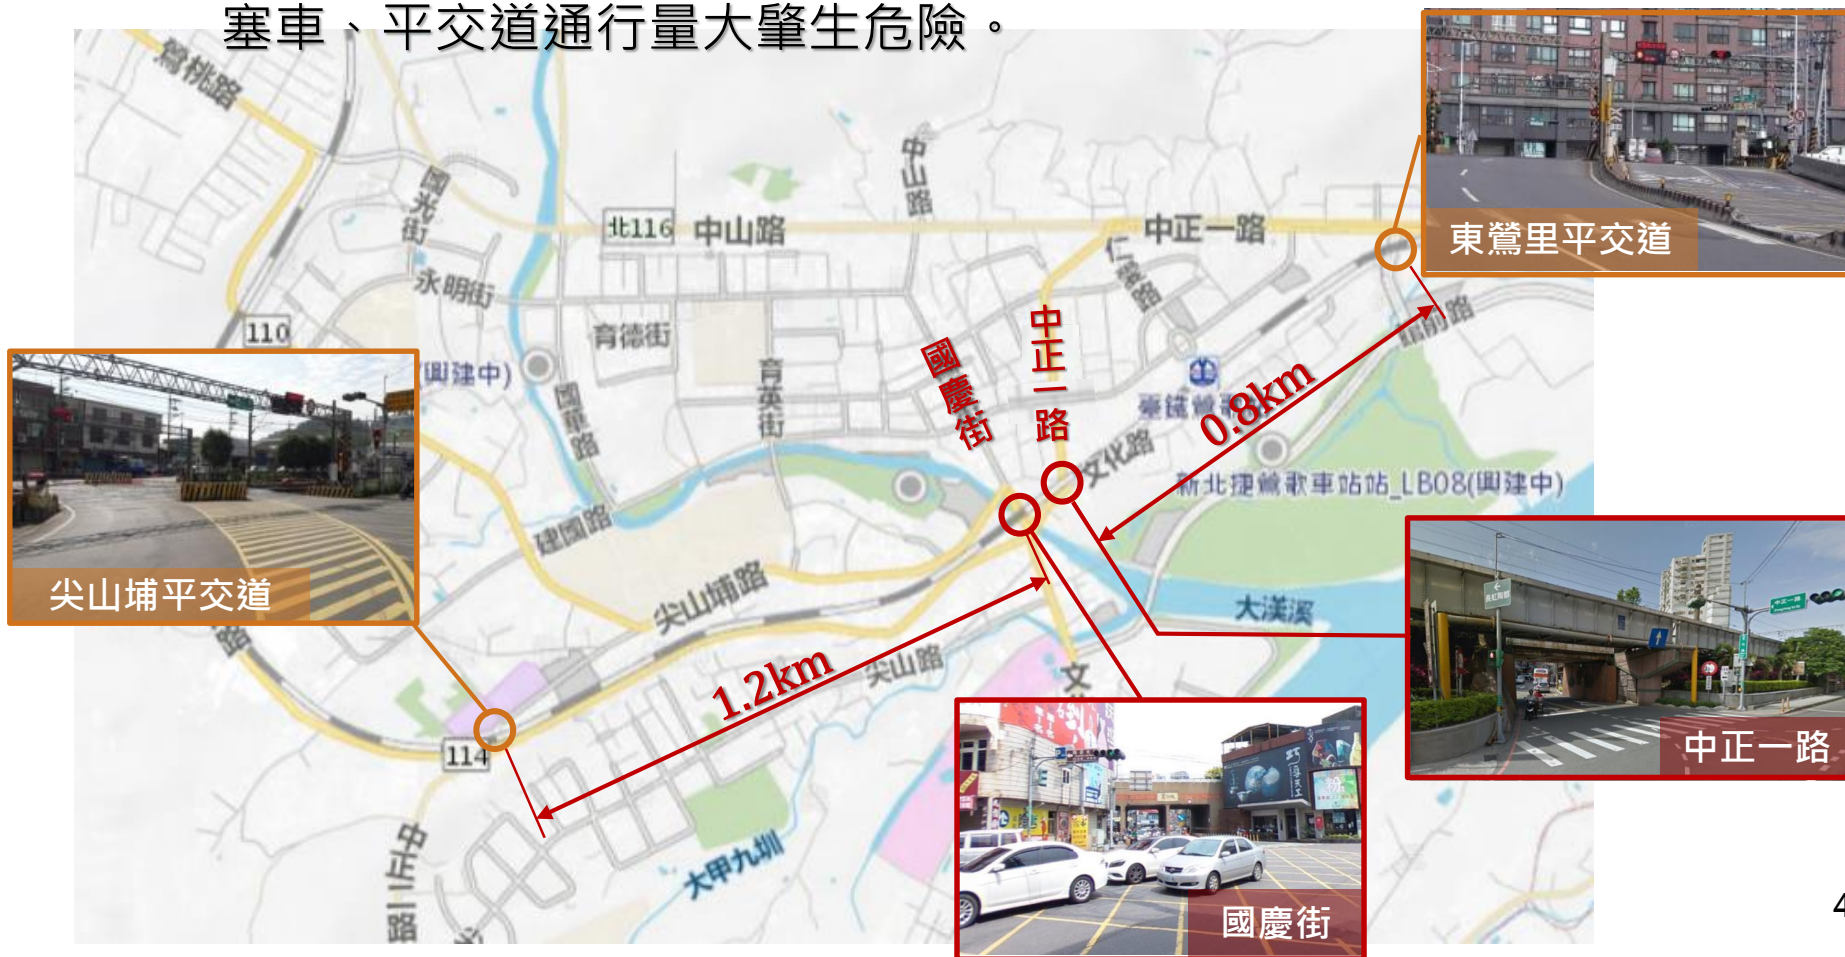 塞車、平交道通行量大肇生危險。
鶯桃路
國光街
永明街
110
北116
中山路
中山路
中正一路
仁愛路
東鶯里平交道
育德街
育英街
國慶街
中正一路
0.8km
文化路
(興建中)
國華路
建國路
新北捷鶯歌車站站_LB08(興建中)
尖山埔平交道
尖山埔路
大漢溪
中正一路
尖山路
1.2km
114
大甲九圳
國慶街
4